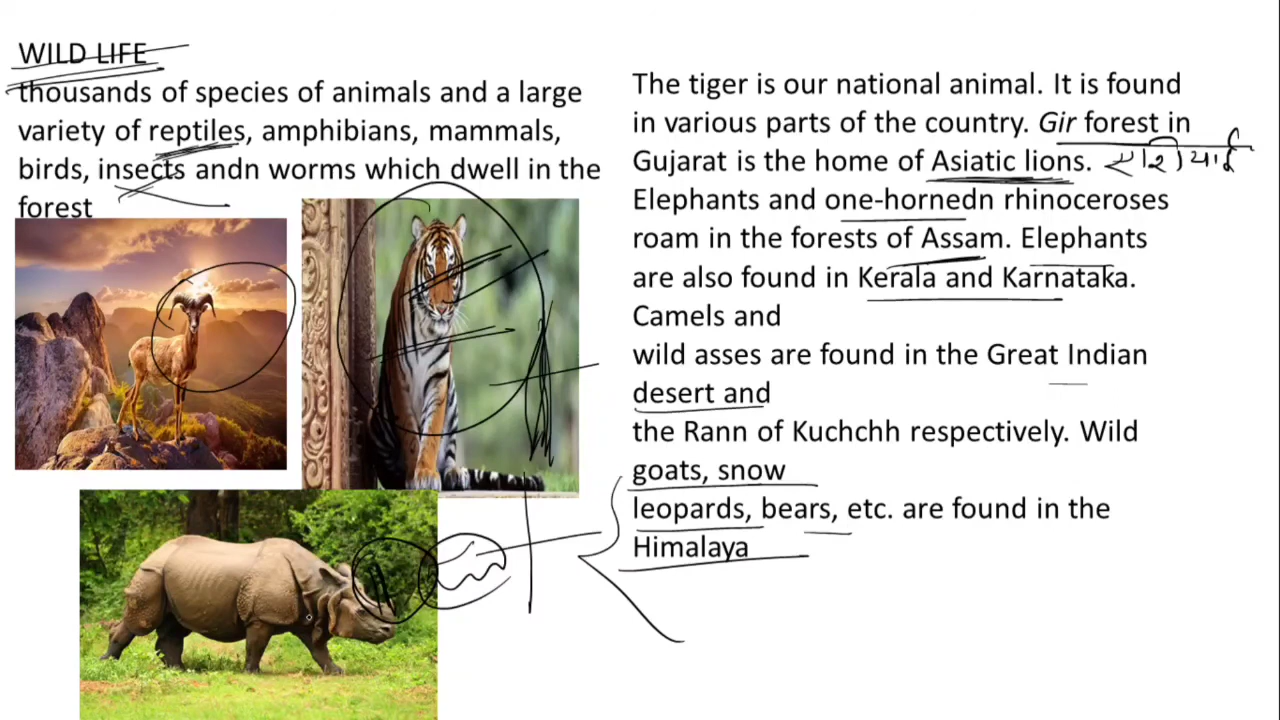 WILD LIFE
thousands of species of animals and a large
variety of reptiles, amphibians, mammals,
birds, insects andn worms which dwell in the
forest
The tiger is our national animal. It is found
in various parts of the country. Gir forest in
Gujarat is the home of Asiatic lions.
Elephants and one-hornedn rhinoceroses
roam in the forests of Assam. Elephants
are also found in Kerala and Karnataka.
Camels and
wild asses are found in the Great Indian
desert and
the Rann of Kuchchh respectively. Wild
goats, snow
leopards, bears, etc. are found in the
Himalaya